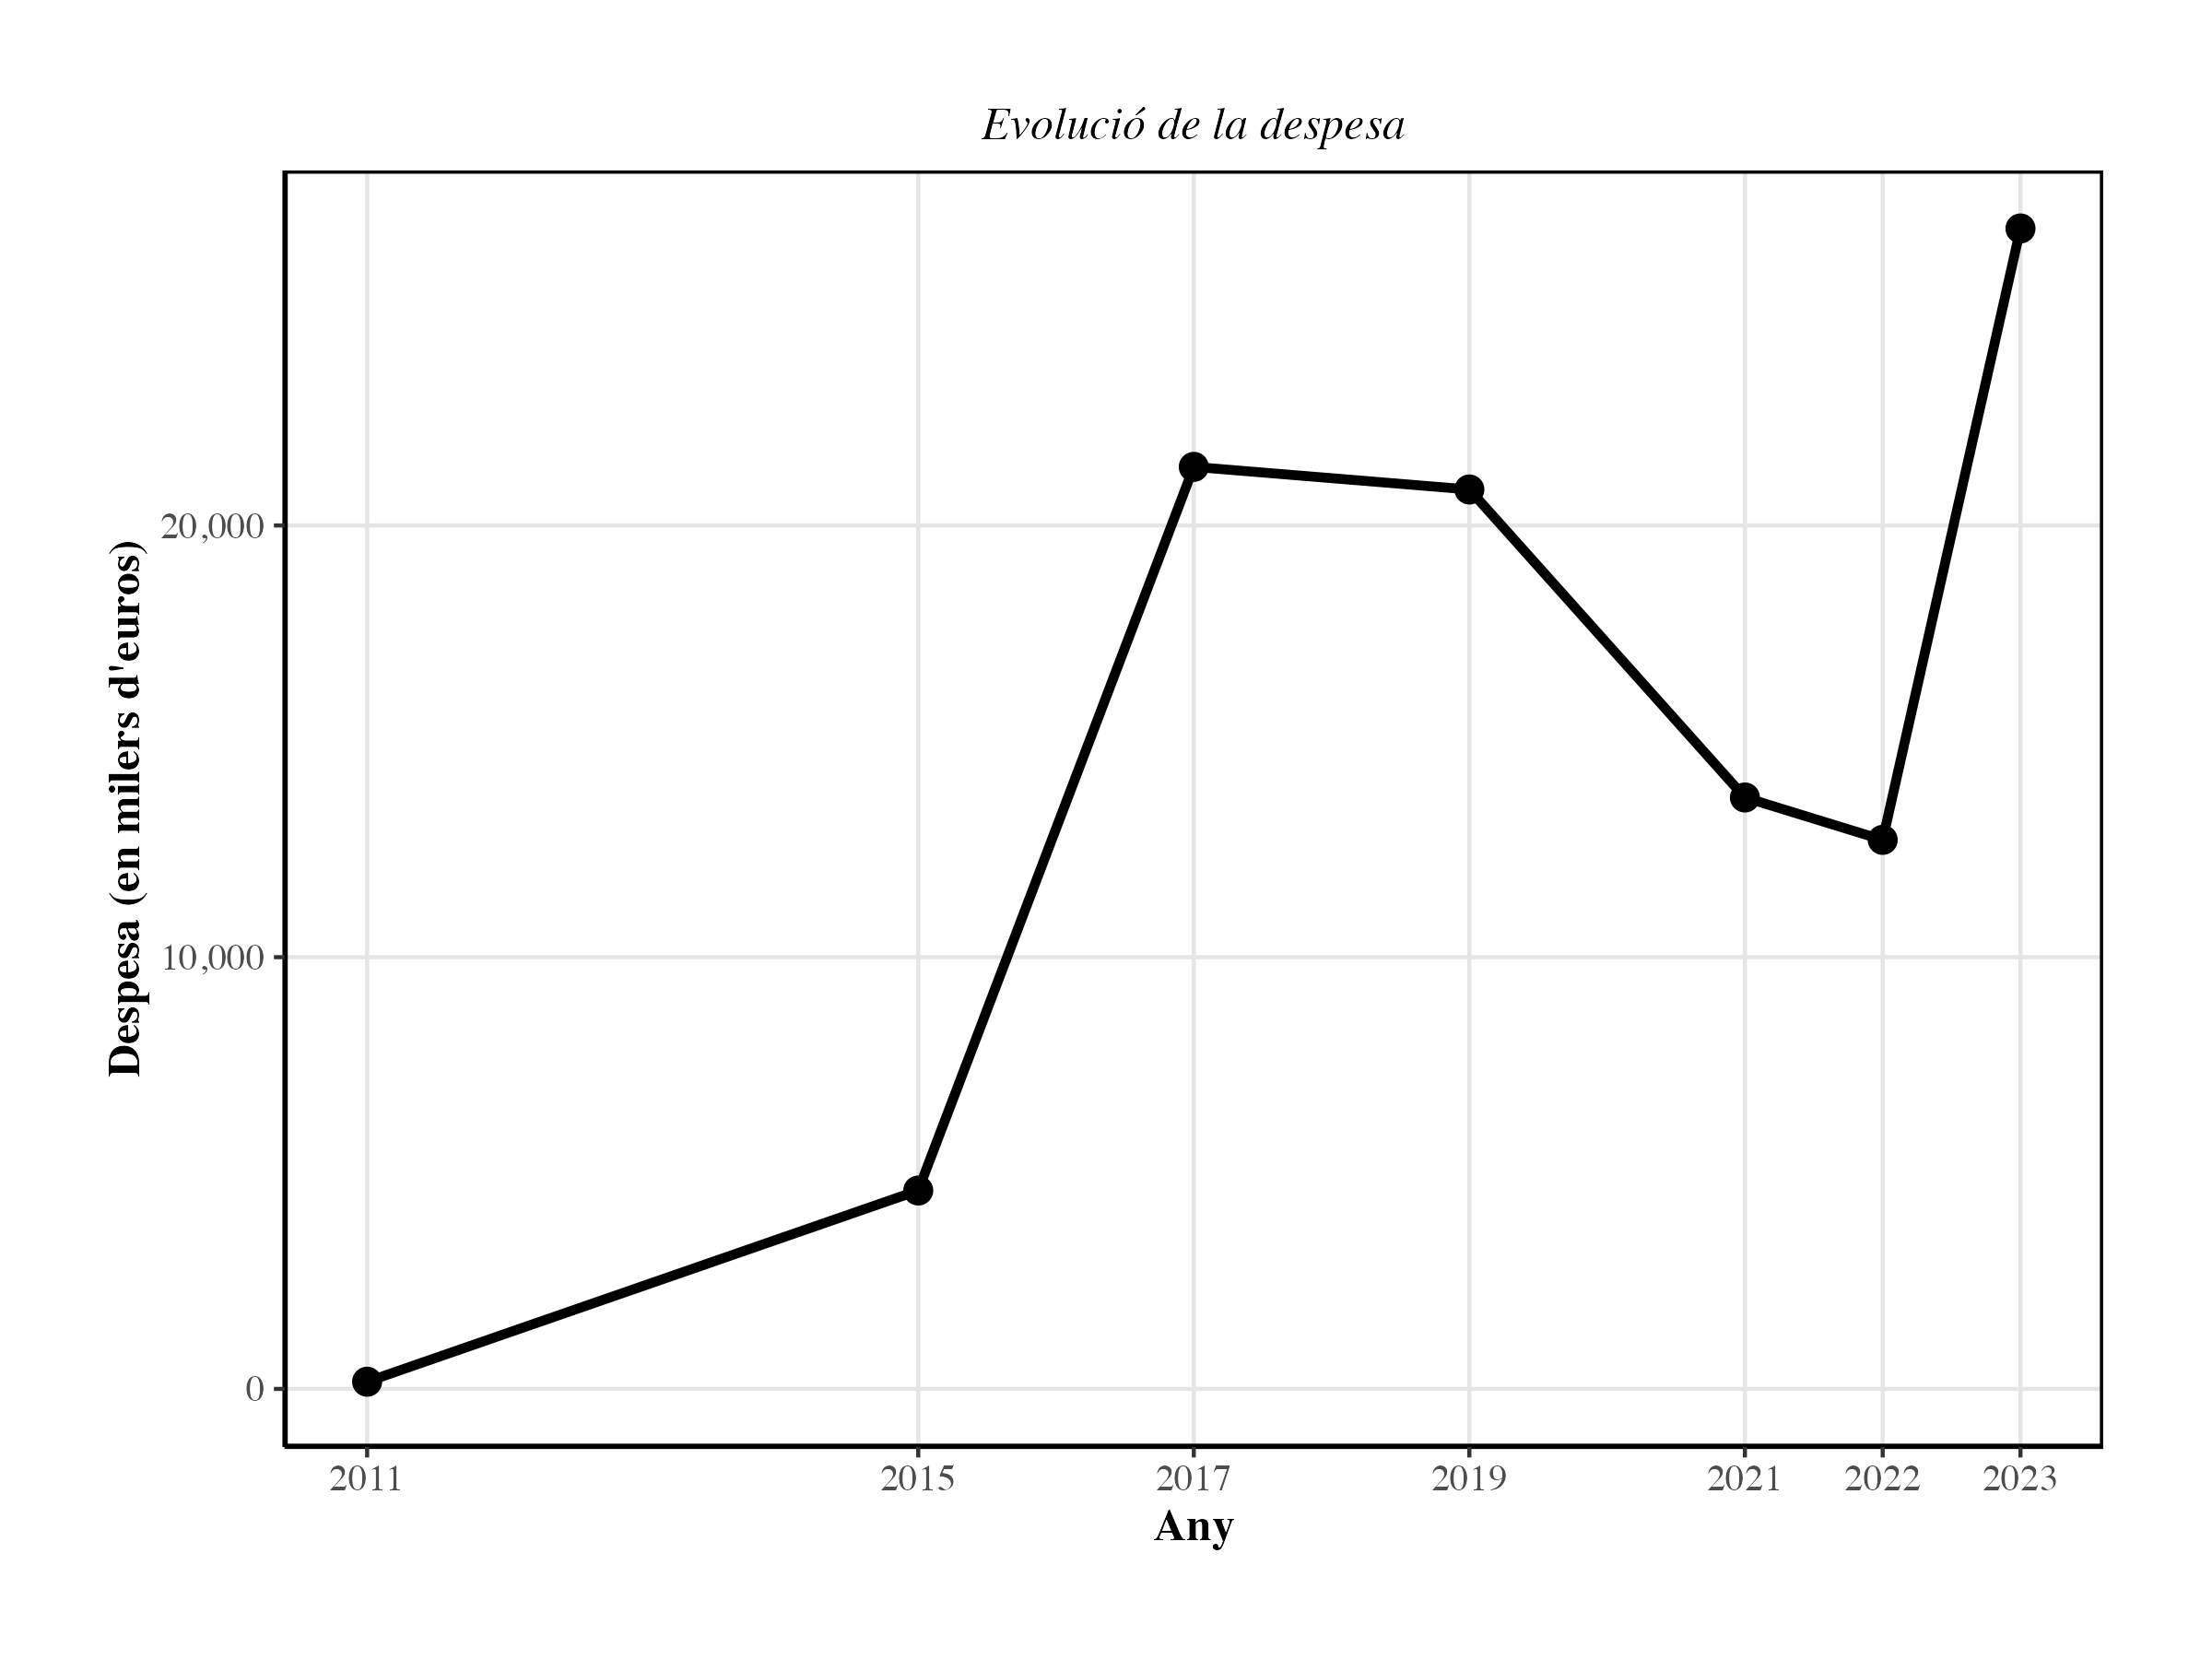 Evolució de la despesa
Despesa (en milers d'euros)
20,000
10,000
0
2011 2015 2017 2019 2021 2022 2023
Any